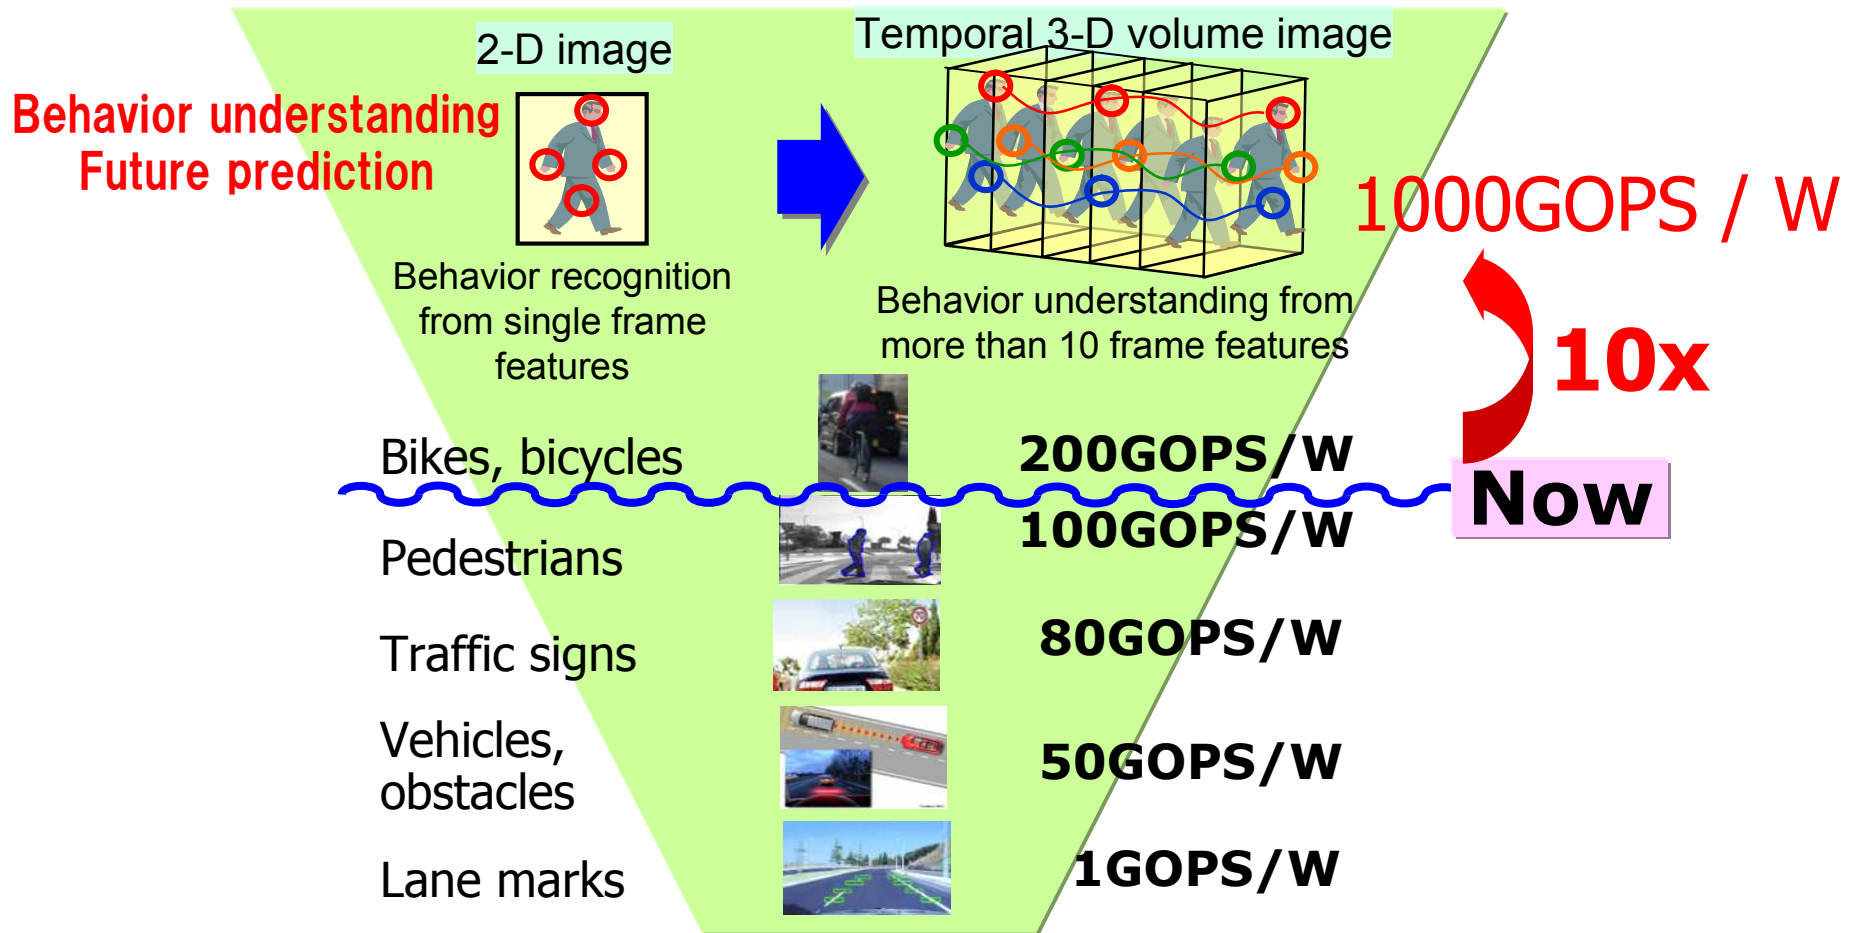 2-D image
Temporal 3-D volume image
Behavior understanding
Future prediction
1000GOPS / W
Behavior recognition
from single frame
features
Behavior understanding from
more than 10 frame features
10x
Bikes, bicycles
200GOPS/W
Now
Pedestrians
100GOPS/W
Traffic signs
80GOPS/W
Vehicles,
obstacles
50GOPS/W
Lane marks
1GOPS/W